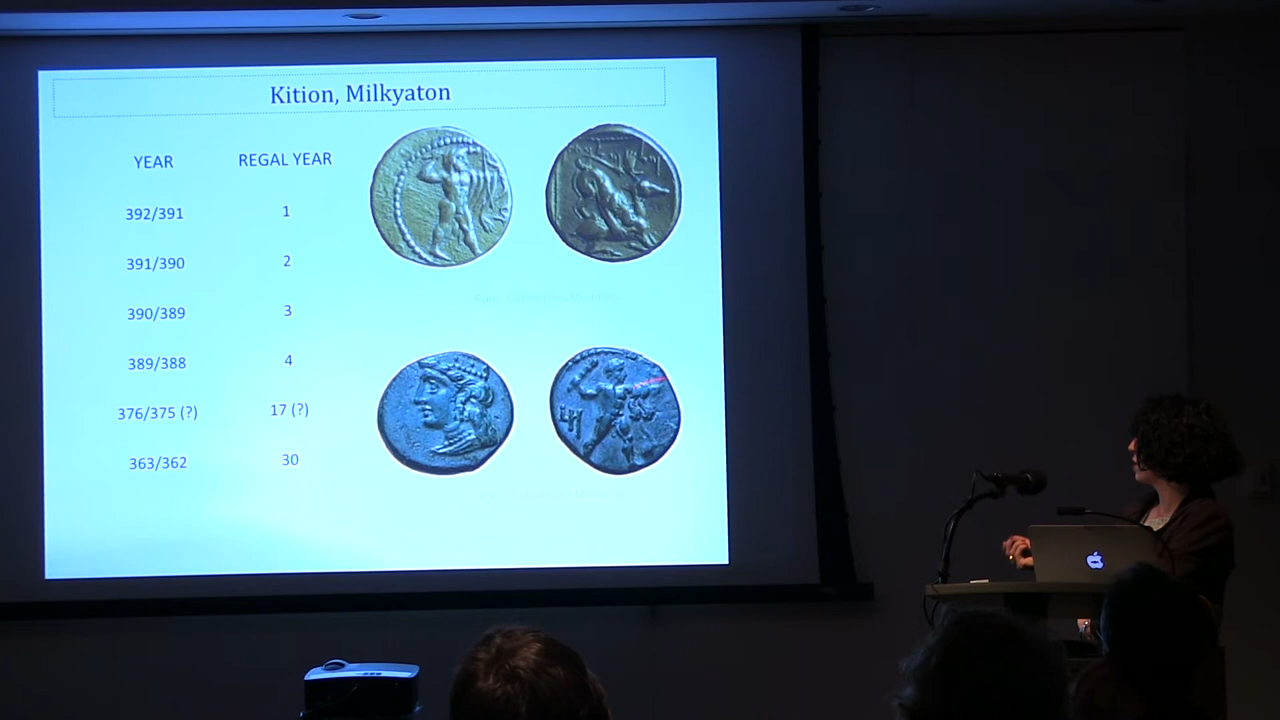 Kition, Milkyaton
YEAR REGAL YEAR
392/391 1
391/390 2
390/389 3
389/388 4
376/375 (?) 17 (?)
363/362 30